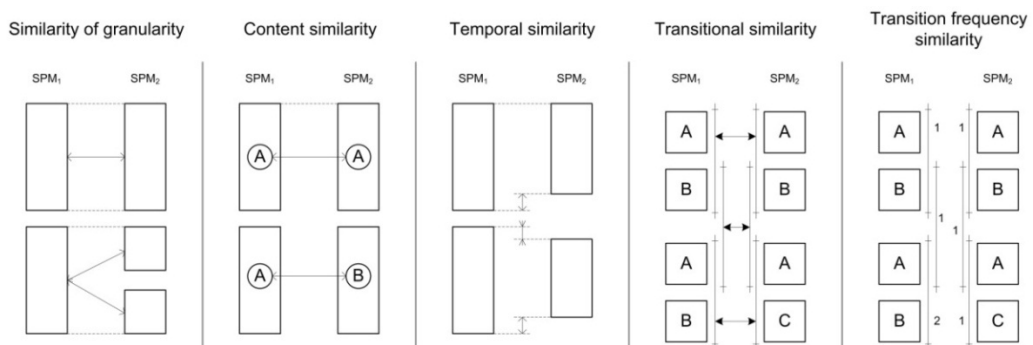 Similarity of granularity
Content similarity
Temporal similarity
Transitional similarity
Transition frequency
similarity
SPM₁ SPM₂
SPM₁ SPM₂
SPM₁ SPM₂
SPM₁ SPM₂
SPM₁ SPM₂
A A
A B
A A
B B
A A
B C
A 1 1 A
B B
1 1
A A
B 2 1 C